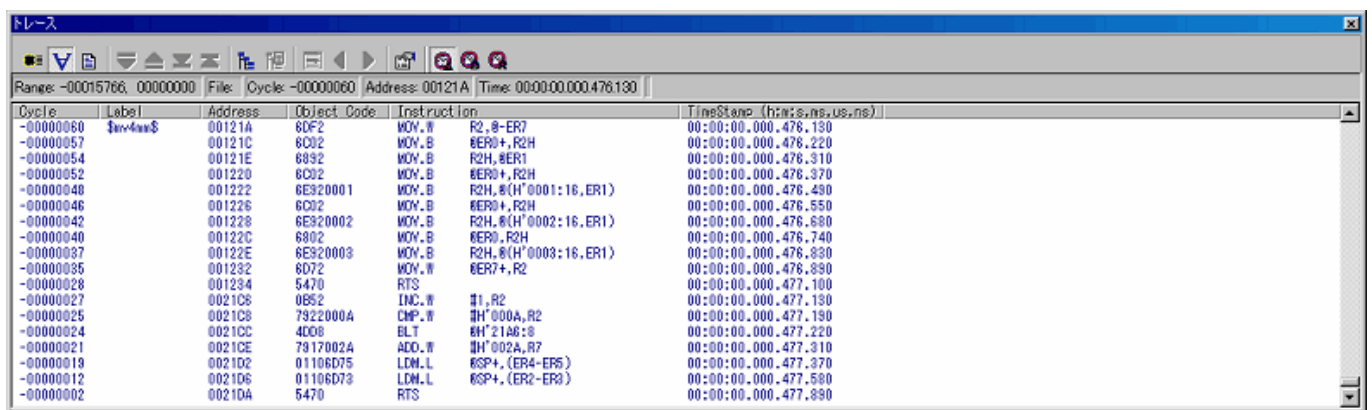 トレース
Range: -00015766, 00000000 File: Cycle: -00000060 Address: 00121A Time: 00:00:00.000.476.130
Cycle Label Address Object Code Instruction TimeStamp (h:m:s.ms.us.ns)
-00000060 $mv4nm$ 00121A 6DF2 MOV.W R2,@-ER7 00:00:00.000.476.130
-00000057 00121C 6C02 MOV.B @ER0+,R2H 00:00:00.000.476.220
-00000054 00121E 6892 MOV.B R2H,@ER1 00:00:00.000.476.310
-00000052 001220 6C02 MOV.B @ER0+,R2H 00:00:00.000.476.370
-00000048 001222 6E920001 MOV.B R2H,@(H'0001:16,ER1) 00:00:00.000.476.490
-00000046 001226 6C02 MOV.B @ER0+,R2H 00:00:00.000.476.550
-00000042 001228 6E920002 MOV.B R2H,@(H'0002:16,ER1) 00:00:00.000.476.680
-00000040 00122C 6802 MOV.B @ER0,R2H 00:00:00.000.476.740
-00000037 00122E 6E920003 MOV.B R2H,@(H'0003:16,ER1) 00:00:00.000.476.830
-00000035 001232 6D72 MOV.W @ER7+,R2 00:00:00.000.476.890
-00000028 001234 5470 RTS 00:00:00.000.477.100
-00000027 0021C6 0B52 INC.W #1,R2 00:00:00.000.477.130
-00000025 0021C8 7922000A CMP.W #H'000A,R2 00:00:00.000.477.190
-00000024 0021CC 4DD8 BLT @H'21A6:8 00:00:00.000.477.220
-00000021 0021CE 7917002A ADD.W #H'002A,R7 00:00:00.000.477.310
-00000019 0021D2 01106D75 LDM.L @SP+,(ER4-ER5) 00:00:00.000.477.370
-00000012 0021D6 01106D73 LDM.L @SP+,(ER2-ER3) 00:00:00.000.477.580
-00000002 0021DA 5470 RTS 00:00:00.000.477.890